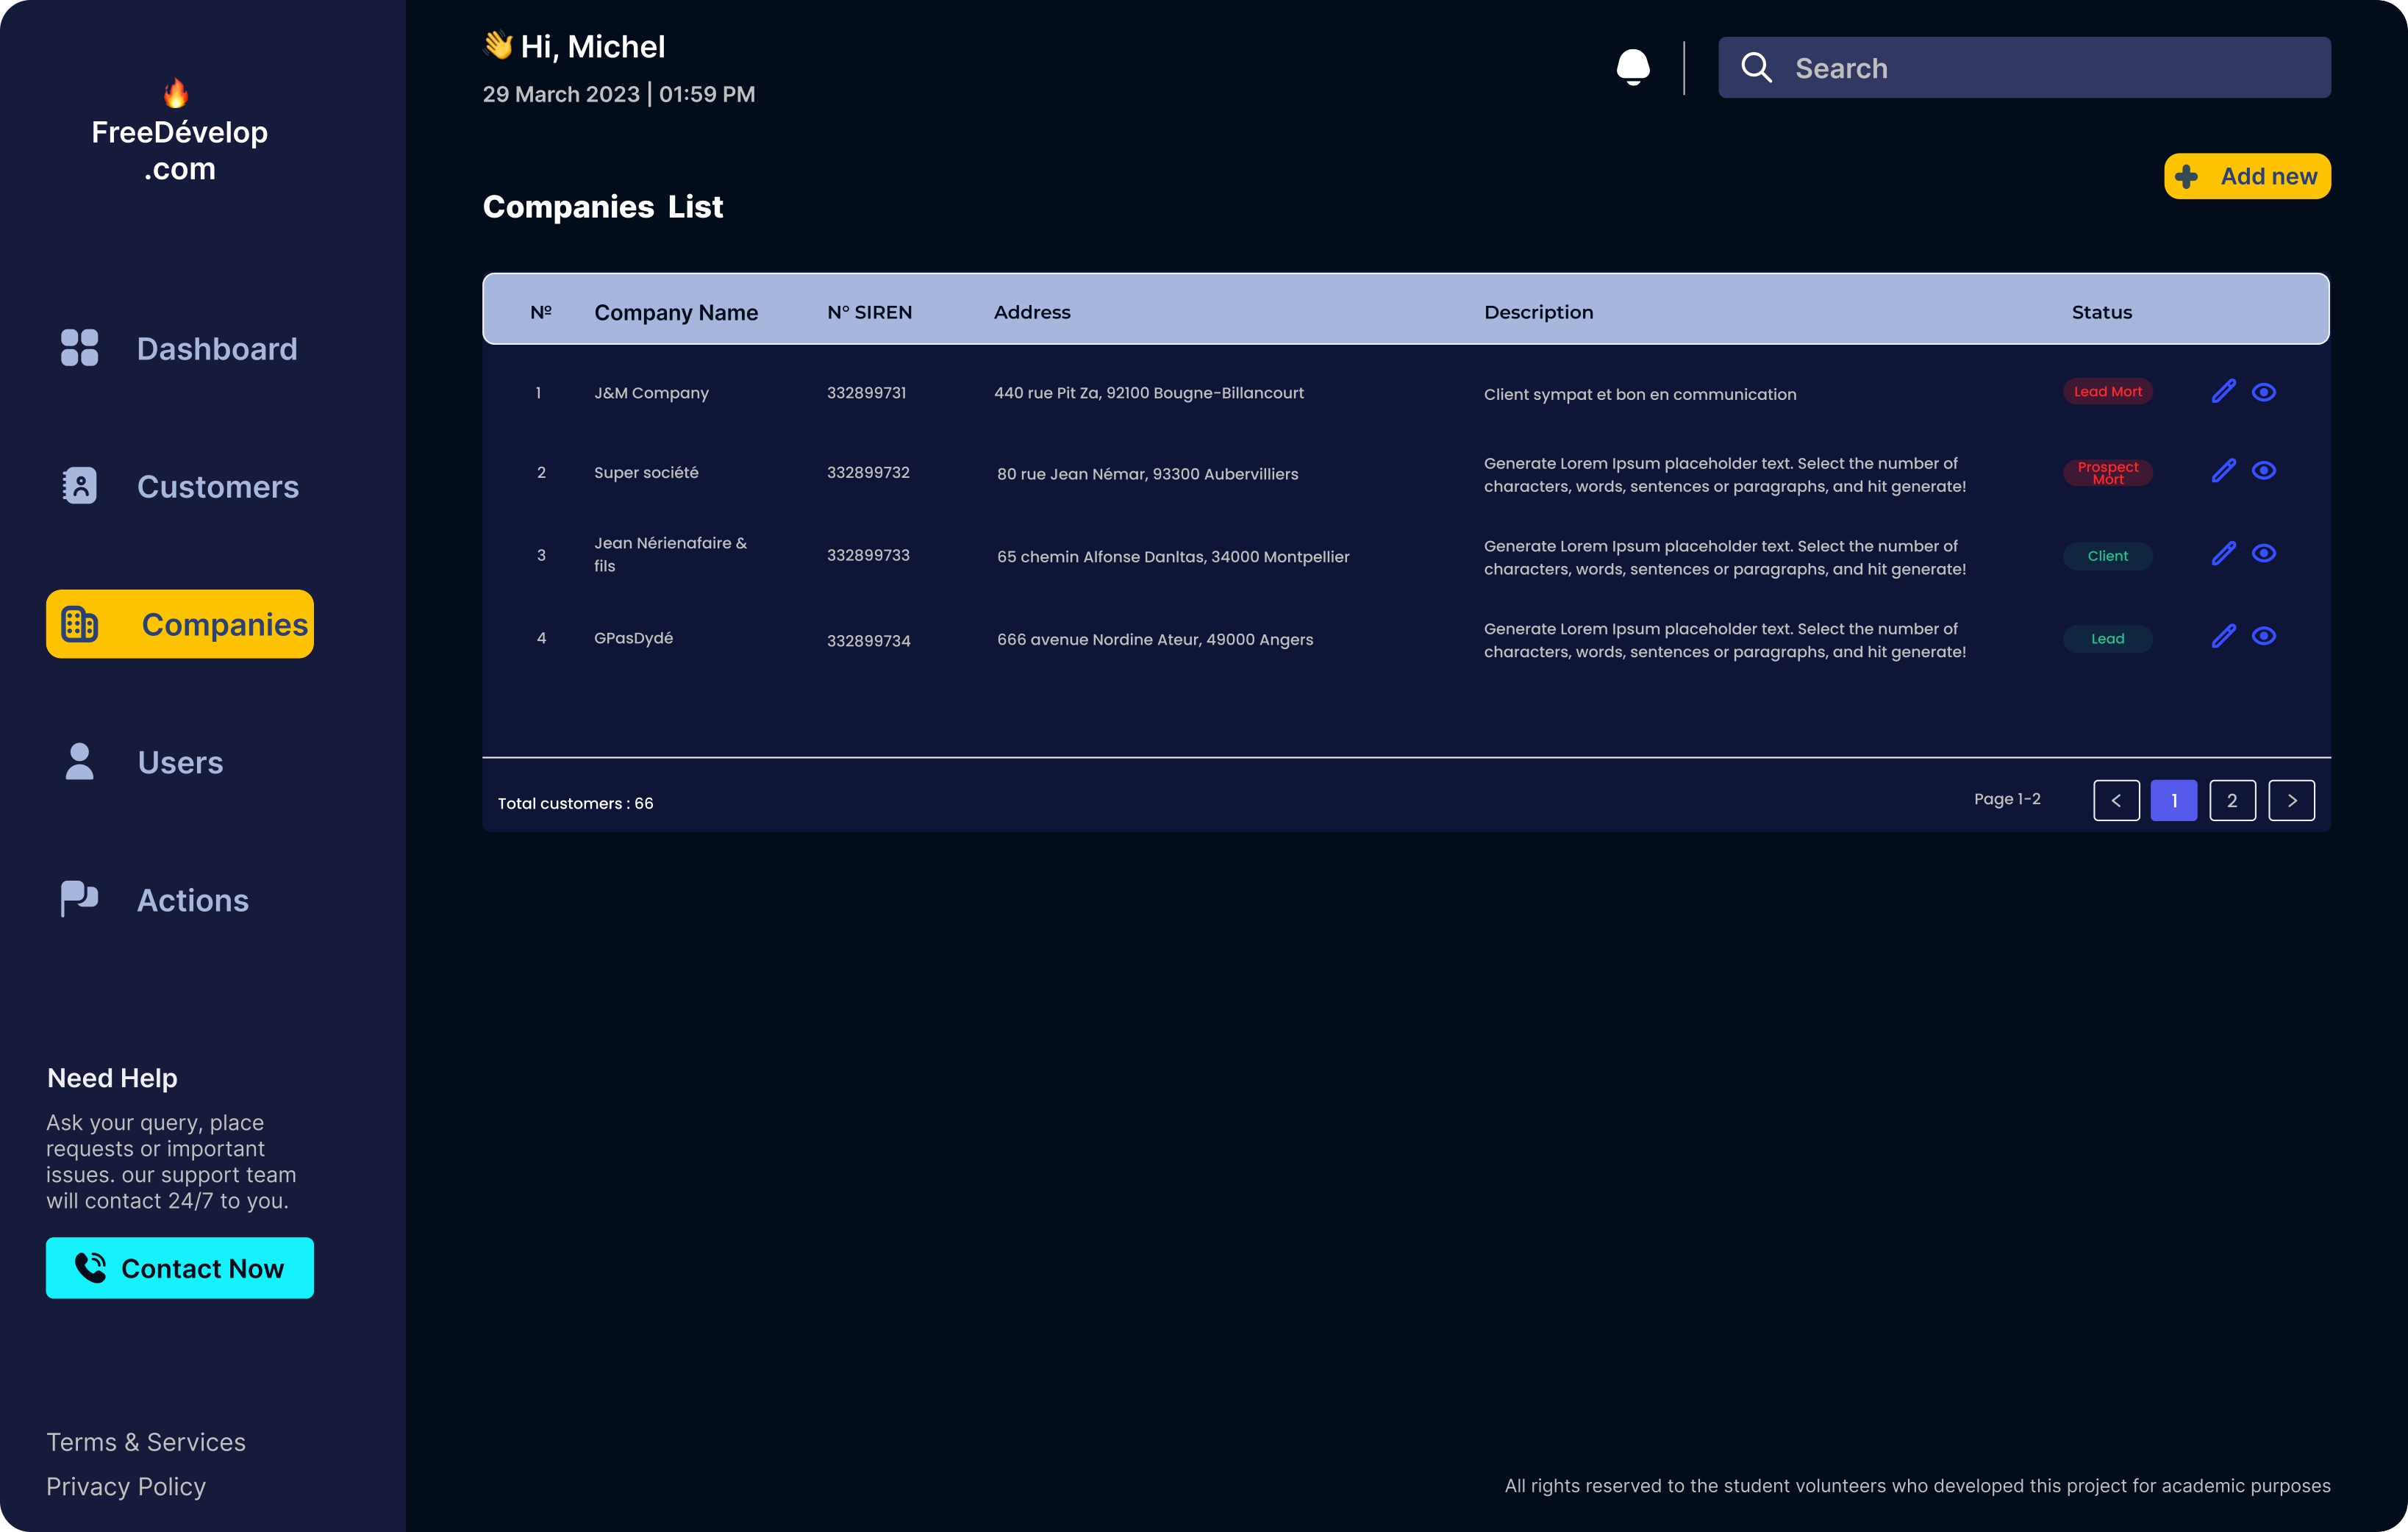 FreeDévelop
.com
Dashboard
Customers
Companies
Users
Actions
Need Help
Ask your query, place
requests or important
issues. our support team
will contact 24/7 to you.
Contact Now
Terms & Services
Privacy Policy
👋 Hi, Michel
29 March 2023 | 01:59 PM
Search
Add new
Companies List
Nº Company Name N° SIREN Address Description Status
1 J&M Company 332899731 440 rue Pit Za, 92100 Bougne-Billancourt Client sympat et bon en communication Lead Mort
2 Super société 332899732 80 rue Jean Némar, 93300 Aubervilliers
Generate Lorem Ipsum placeholder text. Select the number of
characters, words, sentences or paragraphs, and hit generate!
Prospect
Mort
3
Jean Nérienafaire &
fils
332899733 65 chemin Alfonse Danltas, 34000 Montpellier
Generate Lorem Ipsum placeholder text. Select the number of
characters, words, sentences or paragraphs, and hit generate!
Client
4 GPasDydé 332899734 666 avenue Nordine Ateur, 49000 Angers
Generate Lorem Ipsum placeholder text. Select the number of
characters, words, sentences or paragraphs, and hit generate!
Lead
Total customers : 66 Page 1-2 < 1 2 >
All rights reserved to the student volunteers who developed this project for academic purposes